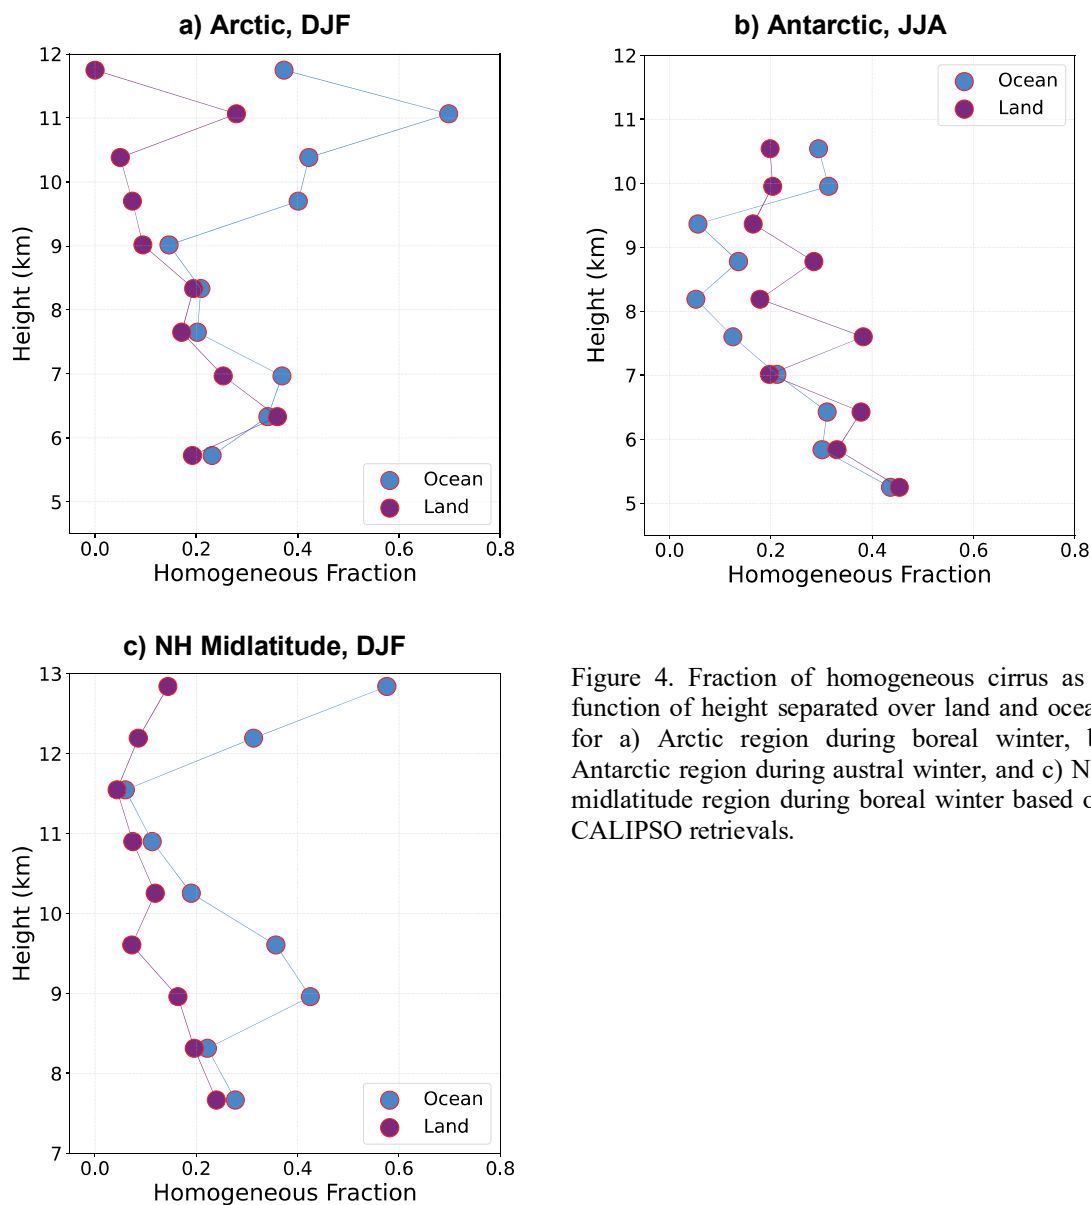 a) Arctic, DJF
12
11
10
9
8
7
6
5
Height (km)
0.0 0.2 0.4 0.6 0.8
Homogeneous Fraction
Ocean
Land
b) Antarctic, JJA
12
11
10
9
8
7
6
5
Height (km)
0.0 0.2 0.4 0.6 0.8
Homogeneous Fraction
Ocean
Land
c) NH Midlatitude, DJF
13
12
11
10
9
8
7
Height (km)
0.0 0.2 0.4 0.6 0.8
Homogeneous Fraction
Ocean
Land
Figure 4. Fraction of homogeneous cirrus as
function of height separated over land and ocea
for a) Arctic region during boreal winter, b
Antarctic region during austral winter, and c) N
midlatitude region during boreal winter based o
CALIPSO retrievals.